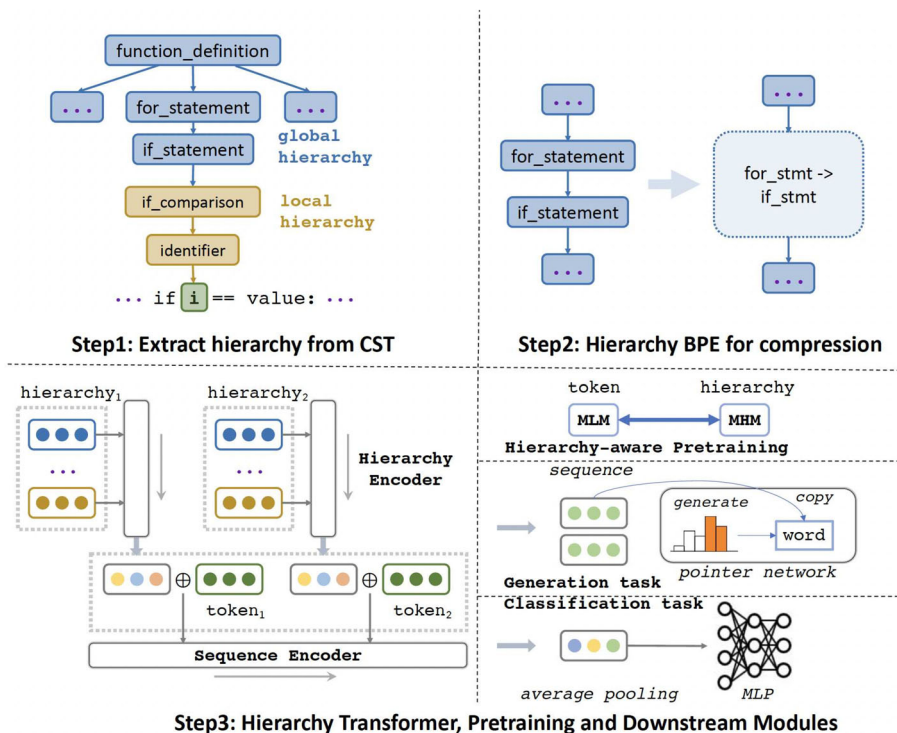 function_definition
...
for_statement
...
if_statement
global
hierarchy
if_comparison
local
hierarchy
identifier
... if i == value: ...
Step1: Extract hierarchy from CST
...
for_statement
if_statement
...
...
for_stmt ->
if_stmt
...
Step2: Hierarchy BPE for compression
hierarchy1
...
hierarchy2
...
Hierarchy
Encoder
⊕
token1
⊕
token2
Sequence Encoder
token
hierarchy
MLM
MHM
Hierarchy-aware Pretraining
sequence
generate
copy
word
pointer network
Generation task
Classification task
average pooling
MLP
Step3: Hierarchy Transformer, Pretraining and Downstream Modules